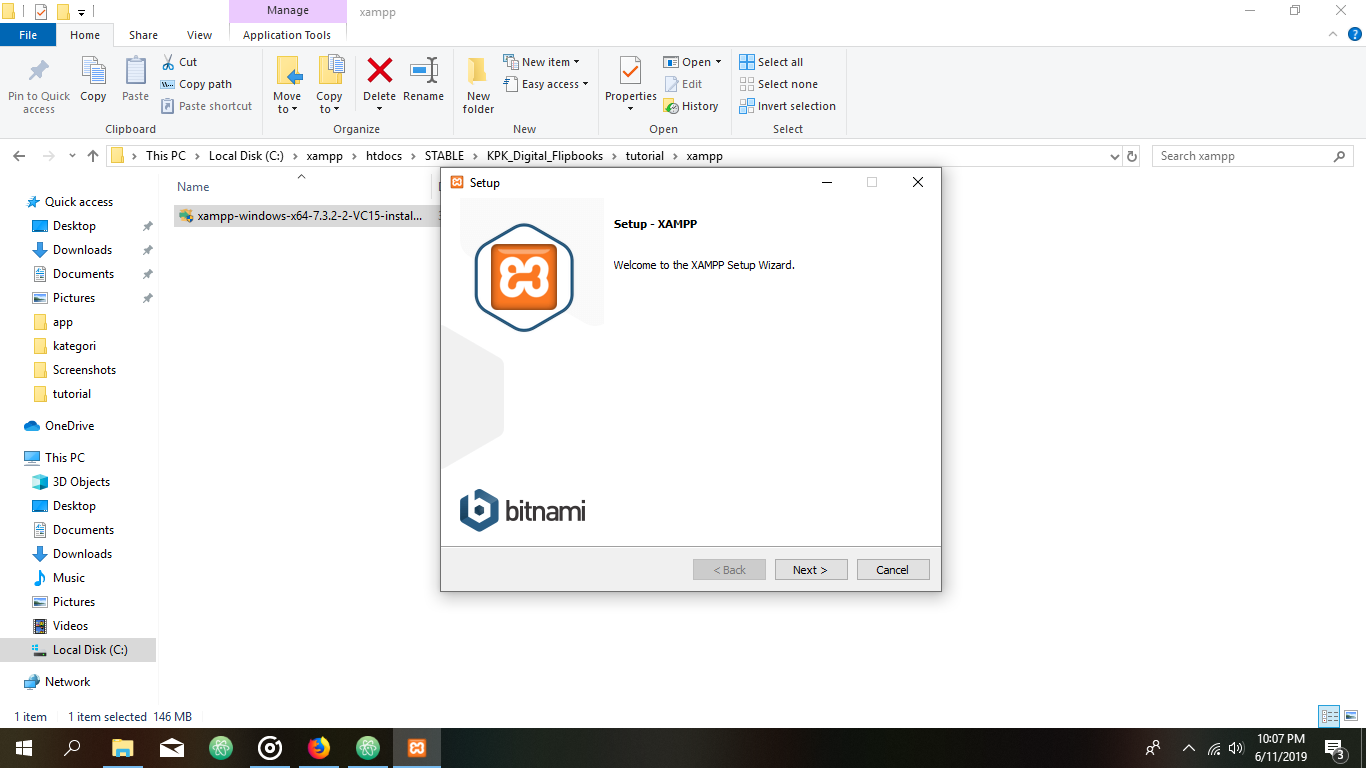 Manage
xampp
File
Home
Share
View
Application Tools
Pin to Quick access
Copy
Paste
Cut
Copy path
Paste shortcut
Clipboard
Move to
Copy to
Delete
Rename
Organize
New folder
New item
Easy access
New
Properties
Open
Edit
History
Open
Select all
Select none
Invert selection
Select
This PC > Local Disk (C:) > xampp > htdocs > STABLE > KPK_Digital_Flipbooks > tutorial > xampp
Search xampp
Name
xampp-windows-x64-7.3.2-2-VC15-instal...
Quick access
Desktop
Downloads
Documents
Pictures
app
kategori
Screenshots
tutorial
OneDrive
This PC
3D Objects
Desktop
Documents
Downloads
Music
Pictures
Videos
Local Disk (C:)
Network
Setup
Setup - XAMPP
Welcome to the XAMPP Setup Wizard.
bitnami
< Back
Next >
Cancel
1 item
1 item selected 146 MB
10:07 PM
6/11/2019
3